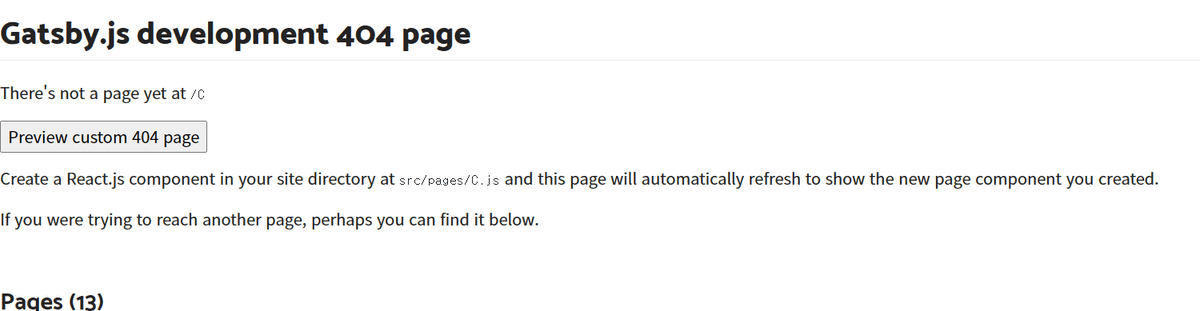 Gatsby.js development 404 page
There's not a page yet at /C
Preview custom 404 page
Create a React.js component in your site directory at src/pages/C.js and this page will automatically refresh to show the new page component you created.
If you were trying to reach another page, perhaps you can find it below.
Pages (13)